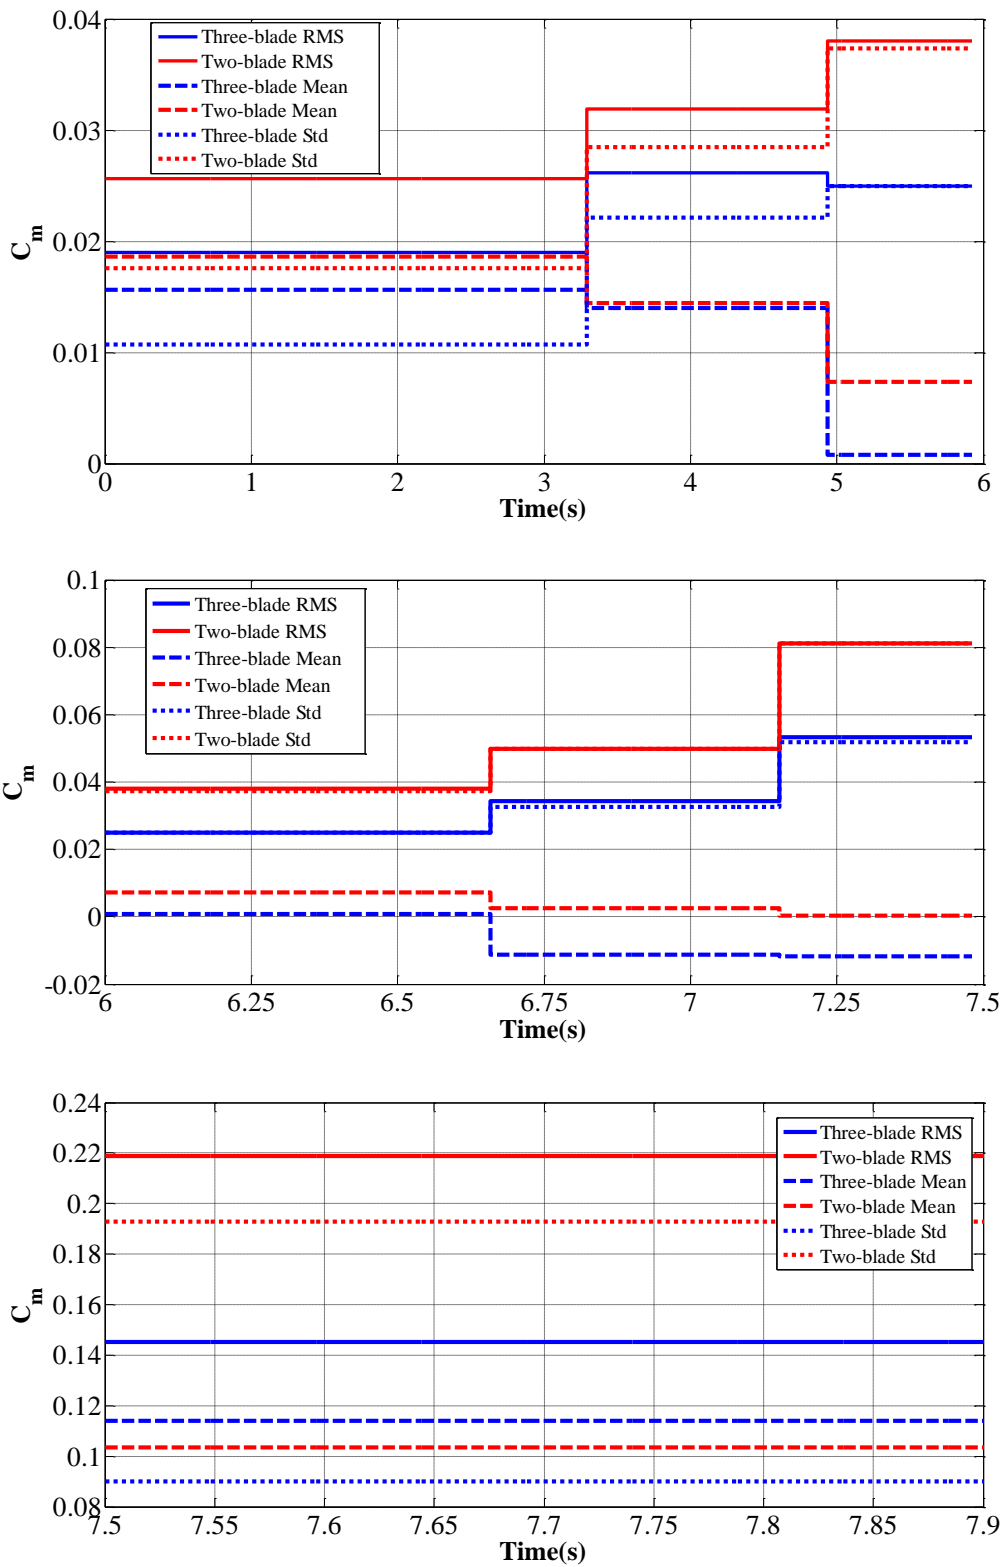 0.04
0.03
0.02
0.01
0
C_m
Three-blade RMS
Two-blade RMS
Three-blade Mean
Two-blade Mean
Three-blade Std
Two-blade Std
0 1 2 3 4 5 6
Time(s)
0.1
0.08
0.06
0.04
0.02
0
-0.02
C_m
Three-blade RMS
Two-blade RMS
Three-blade Mean
Two-blade Mean
Three-blade Std
Two-blade Std
6 6.25 6.5 6.75 7 7.25 7.5
Time(s)
0.24
0.22
0.2
0.18
0.16
0.14
0.12
0.1
0.08
C_m
Three-blade RMS
Two-blade RMS
Three-blade Mean
Two-blade Mean
Three-blade Std
Two-blade Std
7.5 7.55 7.6 7.65 7.7 7.75 7.8 7.85 7.9
Time(s)